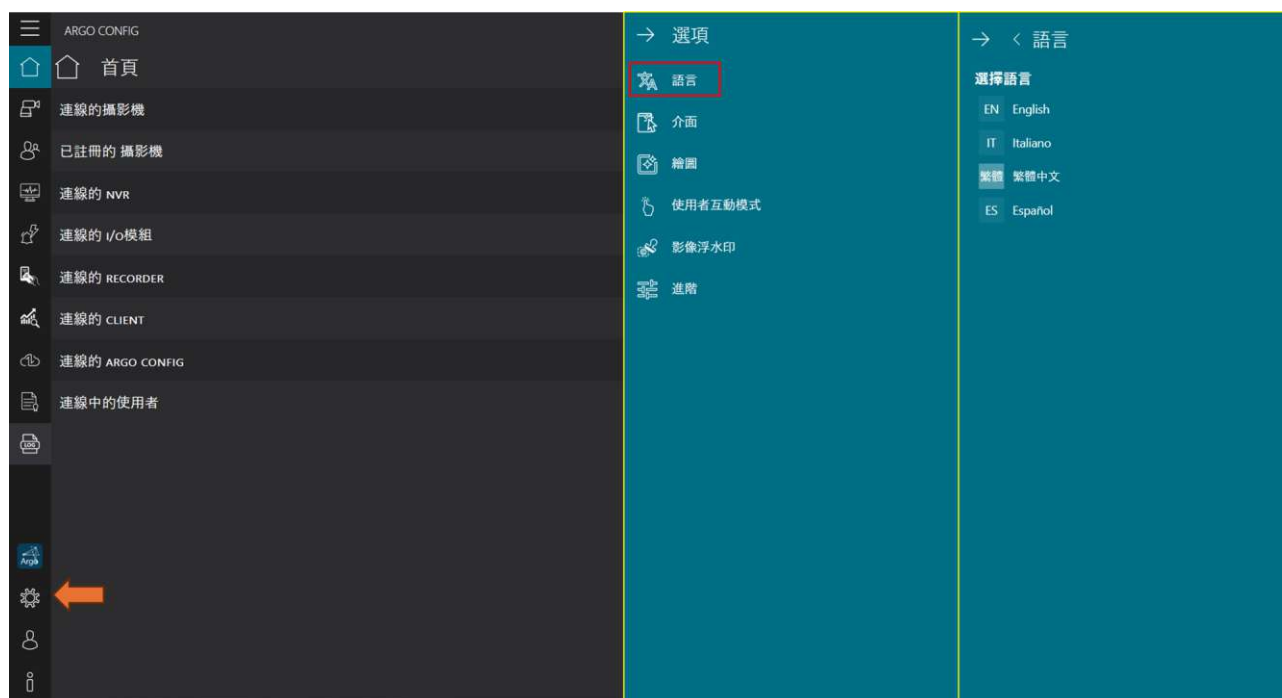 ARGO CONFIG
首頁
連線的攝影機
已註冊的 攝影機
連線的 NVR
連線的 I/O模組
連線的 RECORDER
連線的 CLIENT
連線的 ARGO CONFIG
連線中的使用者
LOG
Argo
選項
語言
介面
繪圖
使用者互動模式
影像浮水印
進階
語言
選擇語言
EN English
IT Italiano
繁體 繁體中文
ES Español